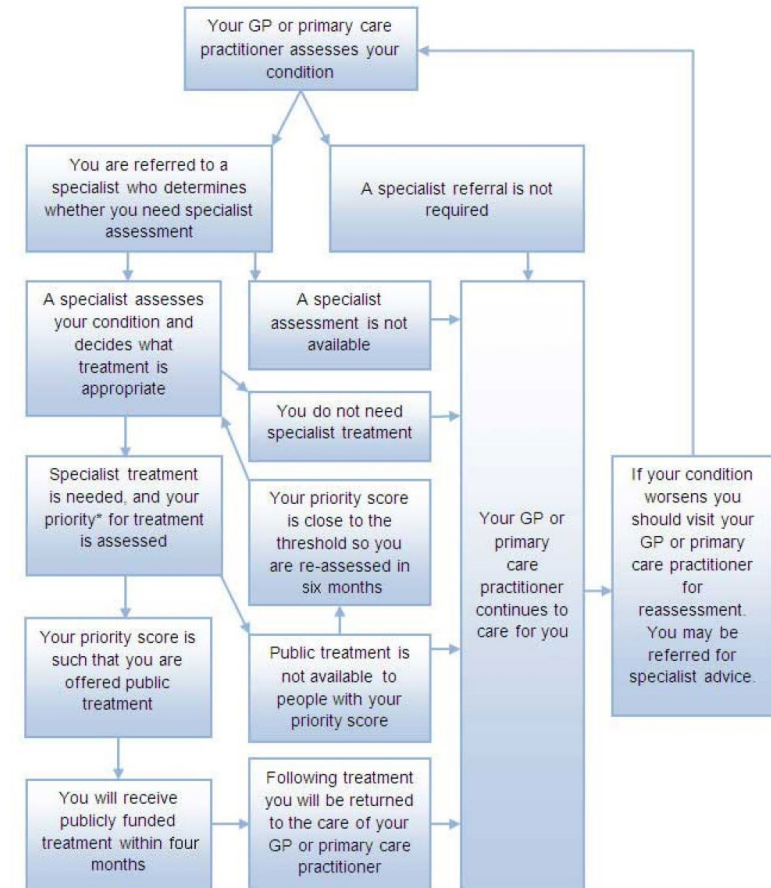 Your GP or primary care
practitioner assesses your
condition
You are referred to a
specialist who determines
whether you need specialist
assessment
A specialist referral is not
required
A specialist assesses
your condition and
decides what
treatment is
appropriate
A specialist
assessment is not
available
You do not need
specialist treatment
Specialist treatment
is needed, and your
priority* for treatment
is assessed
Your priority score
is close to the
threshold so you
are re-assessed in
six months
Your GP or
primary
care
practitioner
continues to
care for you
If your condition
worsens you
should visit your
GP or primary
care practitioner
for
reassessment.
You may be
referred for
specialist advice.
Your priority score is
such that you are
offered public
treatment
Public treatment is
not available to
people with your
priority score
You will receive
publicly funded
treatment within four
months
Following treatment
you will be returned
to the care of your
GP or primary care
practitioner